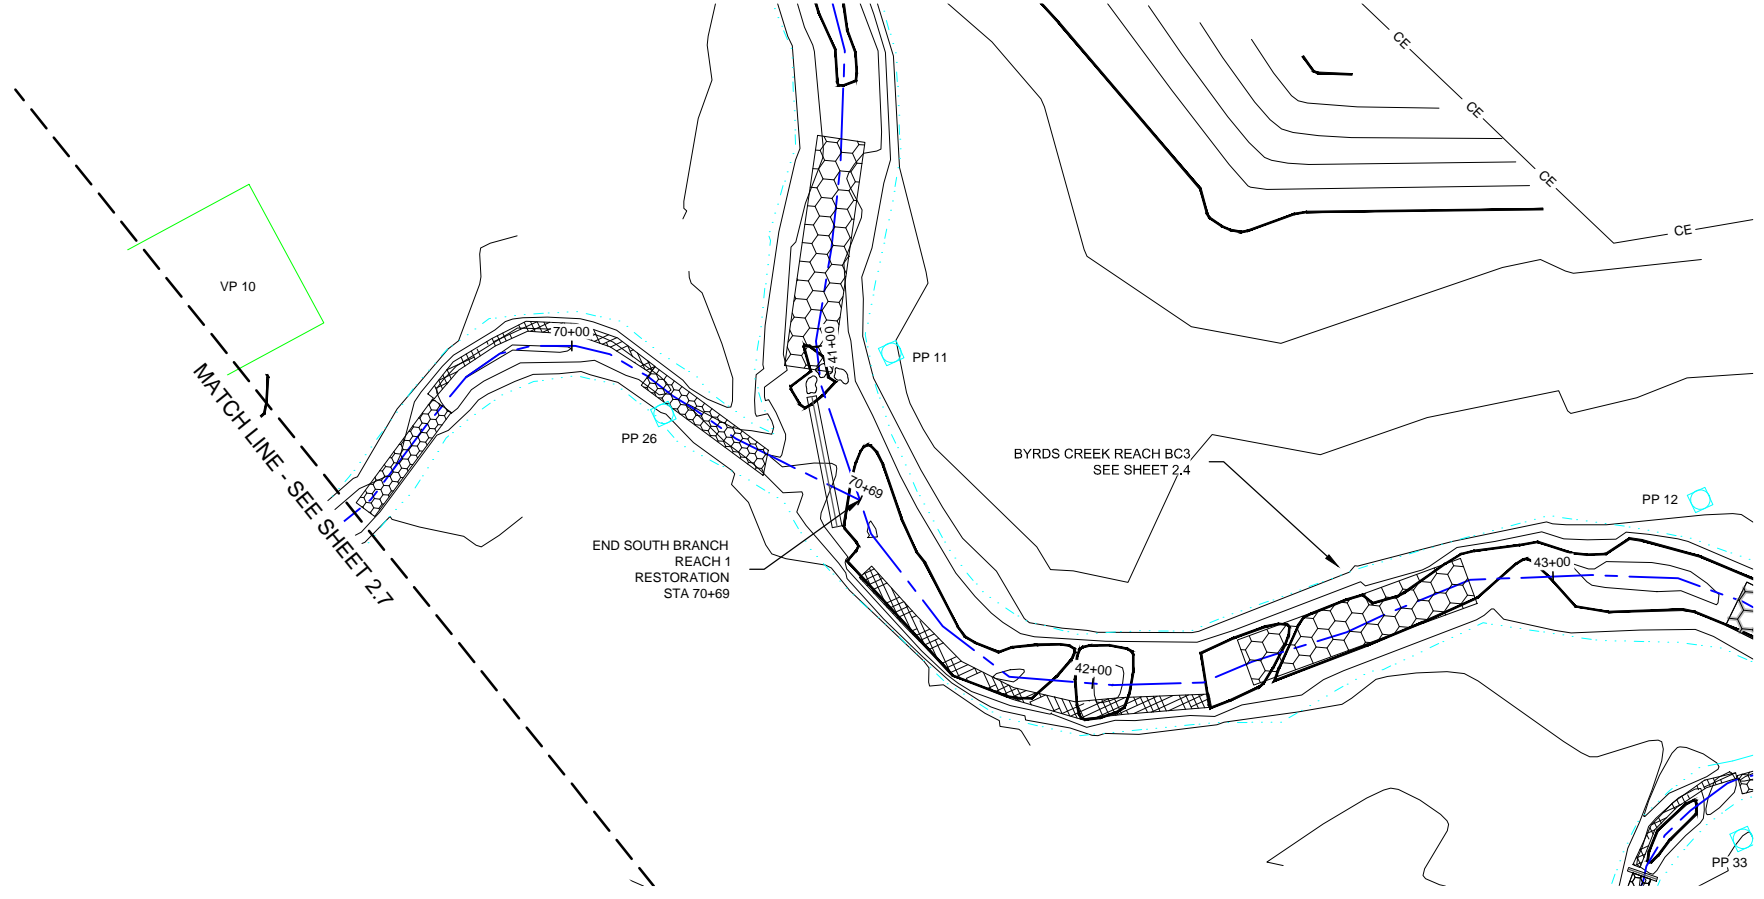 CE
CE
CE
CE
VP 10
70+00
41+00
PP 11
MATCH LINE - SEE SHEET 2.7
PP 26
BYRDS CREEK REACH BC3
SEE SHEET 2.4
70+69
PP 12
END SOUTH BRANCH
REACH 1
RESTORATION
STA 70+69
43+00
42+00
PP 33